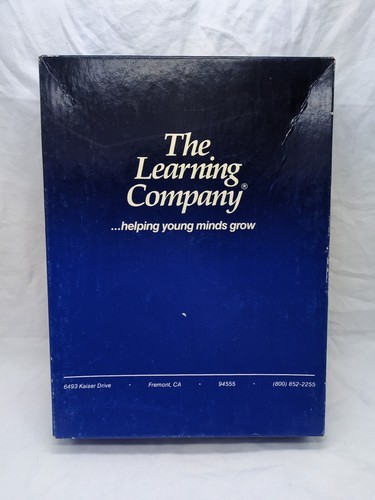 The
Learning
Company®
...helping young minds grow
6493 Kaiser Drive · Fremont, CA · 94555 · (800) 852-2255